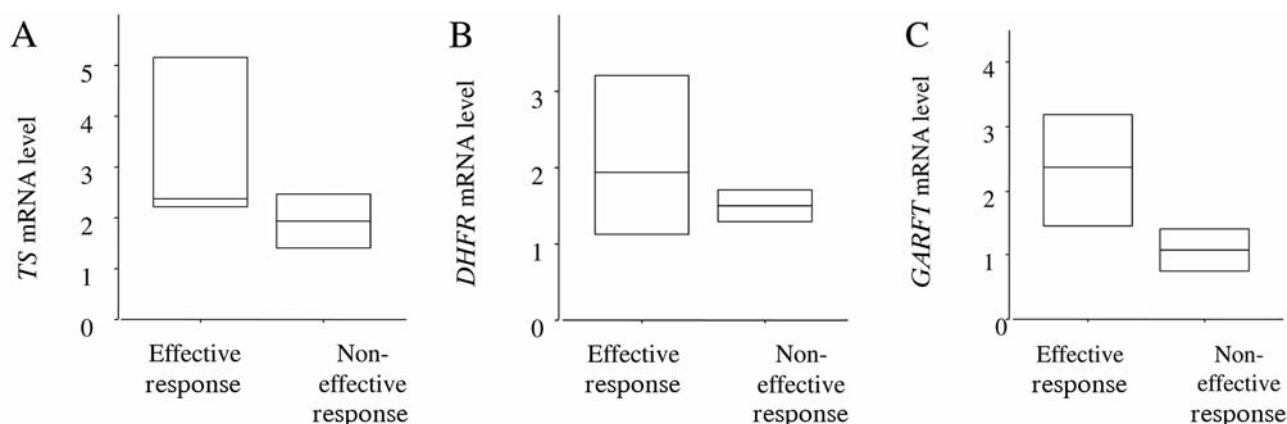 A
TS mRNA level
5
4
3
2
1
0
Effective
response
Non-
effective
response
B
DHFR mRNA level
3
2
1
0
Effective
response
Non-
effective
response
C
GARFT mRNA level
4
3
2
1
0
Effective
response
Non-
effective
response